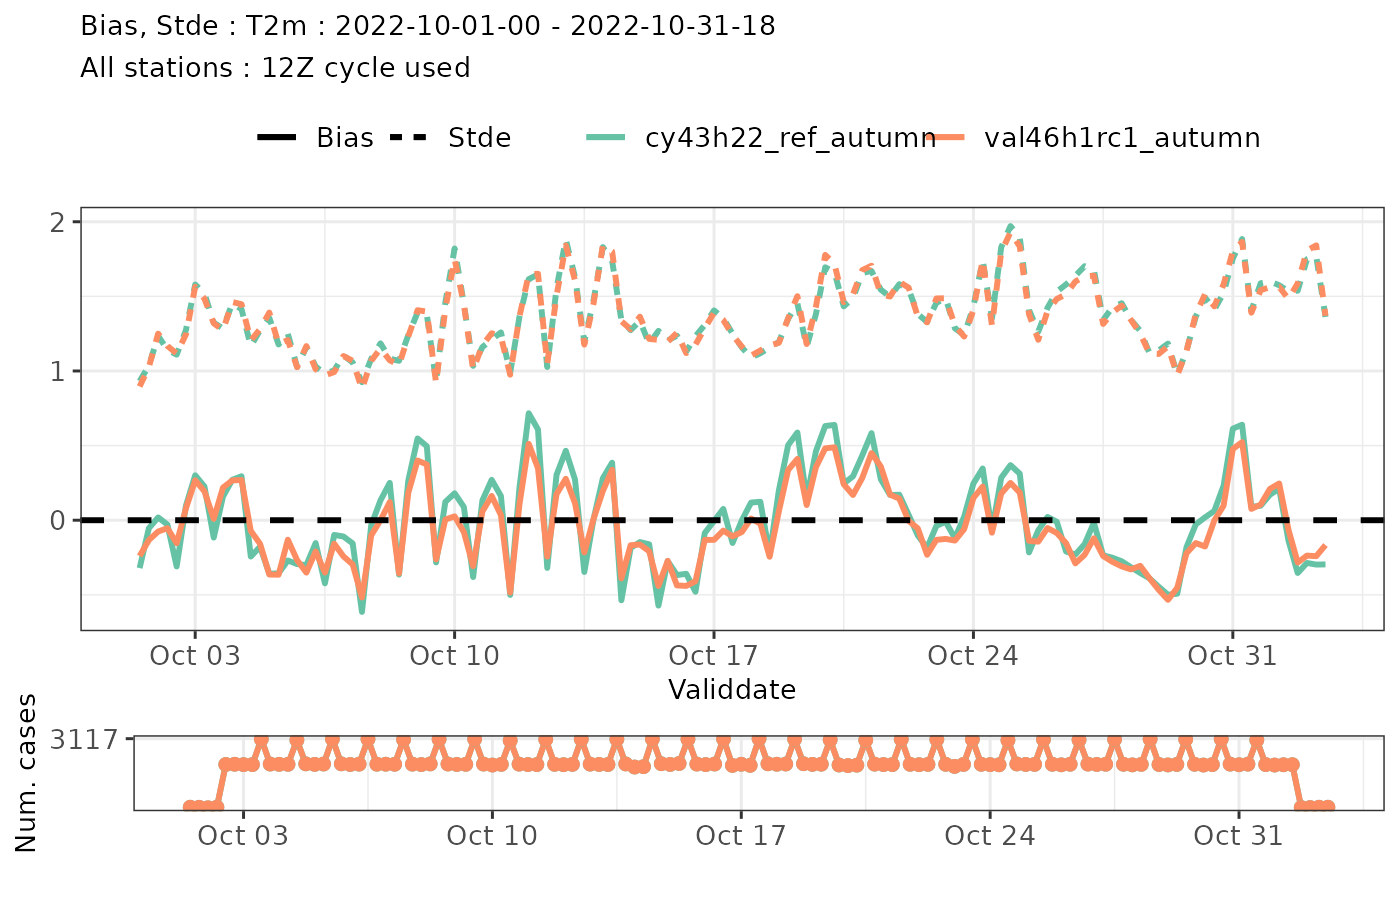 Bias, Stde : T2m : 2022-10-01-00 - 2022-10-31-18
All stations : 12Z cycle used
Bias Stde cy43h22_ref_autumn val46h1rc1_autumn
2
1
0
Oct 03 Oct 10 Oct 17 Oct 24 Oct 31
Validdate
Num. cases
3117
Oct 03 Oct 10 Oct 17 Oct 24 Oct 31